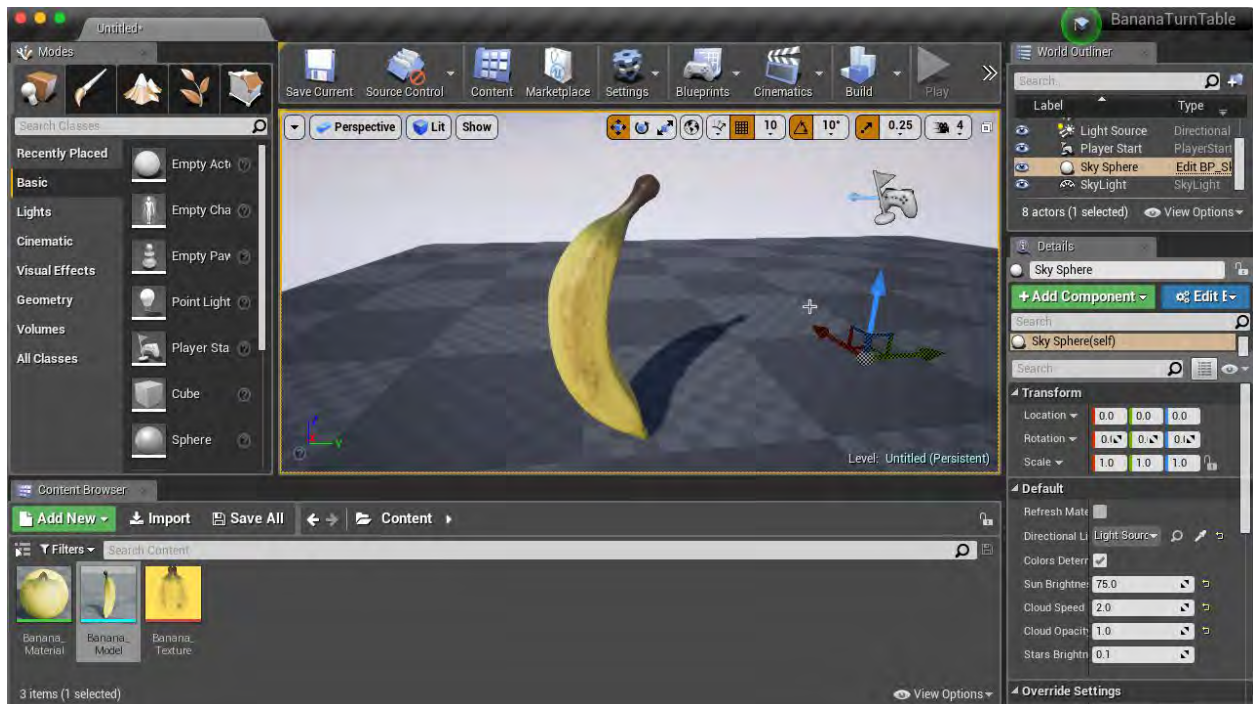 Untitled*
BananaTurnTable
Modes
Search Classes
Recently Placed
Basic
Lights
Cinematic
Visual Effects
Geometry
Volumes
All Classes
Empty Act
Empty Cha
Empty Paw
Point Light
Player Sta
Cube
Sphere
Save Current
Source Control
Content
Marketplace
Settings
Blueprints
Cinematics
Build
Play
Perspective
Lit
Show
10
10°
0.25
4
Level: Untitled (Persistent)
World Outliner
Search
Label Type
Light Source Directional
Player Start PlayerStart
Sky Sphere Edit BP_Sk
SkyLight SkyLight
8 actors (1 selected) View Options
Details
Sky Sphere
+Add Component Edit
Search
Sky Sphere(self)
Search
Transform
Location 0.0 0.0 0.0
Rotation
Scale 1.0 1.0 1.0
Default
Refresh Mate
Directional Li Light Sourc
Colors Deterr
Sun Brightne 75.0
Cloud Speed 2.0
Cloud Opacit 1.0
Stars Brightn 0.1
Override Settings
Content Browser
Add New
Import
Save All
Content
Filters
Search Content
Banana_
Material
Banana_
Model
Banana_
Texture
3 items (1 selected)
View Options